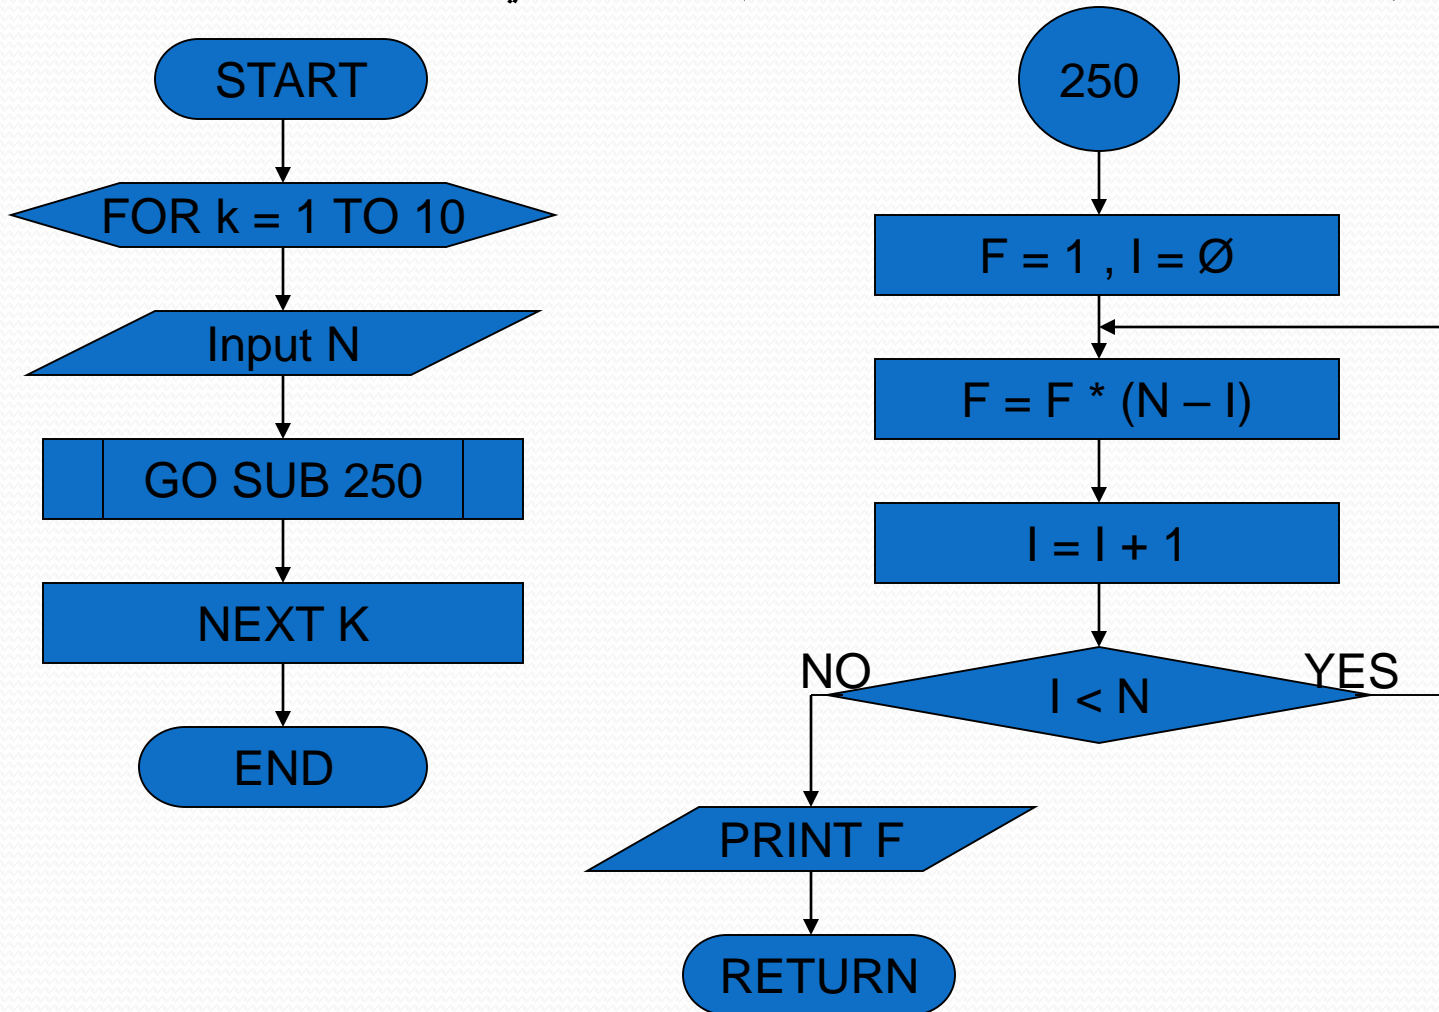 START
FOR k = 1 TO 10
Input N
GO SUB 250
NEXT K
END
250
F = 1 , I = Ø
F = F * (N – I)
I = I + 1
NO
I < N
YES
PRINT F
RETURN